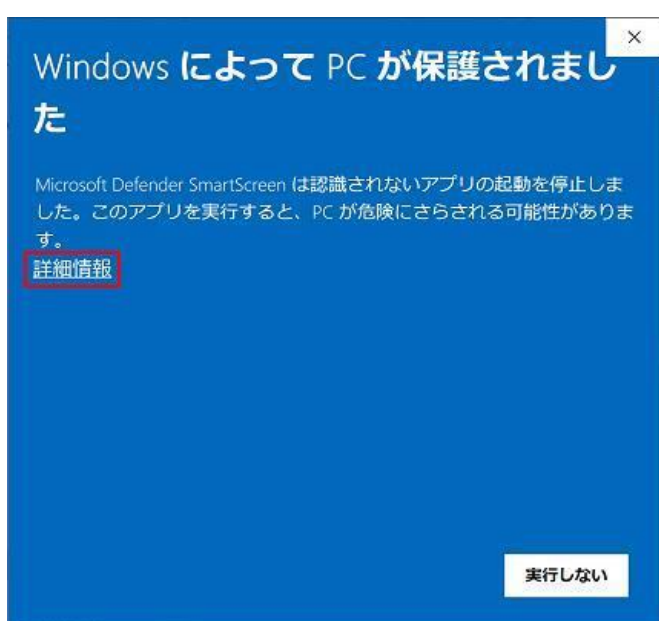 Windows によって PC が保護されまし
た
Microsoft Defender SmartScreen は認識されないアプリの起動を停止しま
した。このアプリを実行すると、PC が危険にさらされる可能性がありま
す。
詳細情報
実行しない